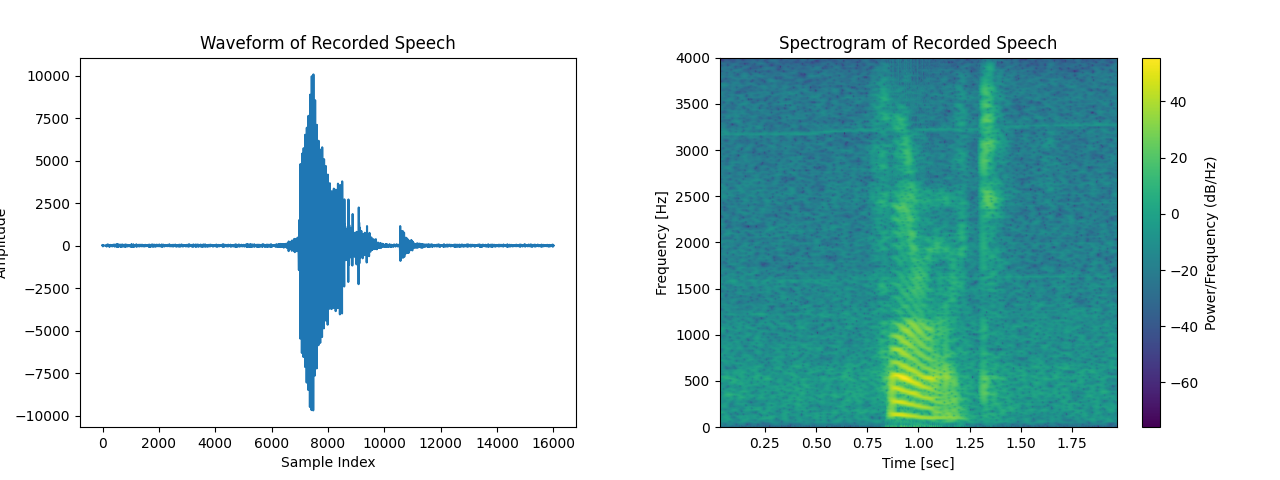 Waveform of Recorded Speech
10000
7500
5000
2500
0
−2500
−5000
−7500
−10000
Amplitude
0 2000 4000 6000 8000 10000 12000 14000 16000
Sample Index
Spectrogram of Recorded Speech
4000
3500
3000
2500
2000
1500
1000
500
0
Frequency [Hz]
0.25 0.50 0.75 1.00 1.25 1.50 1.75
Time [sec]
40
20
0
−20
−40
−60
Power/Frequency (dB/Hz)